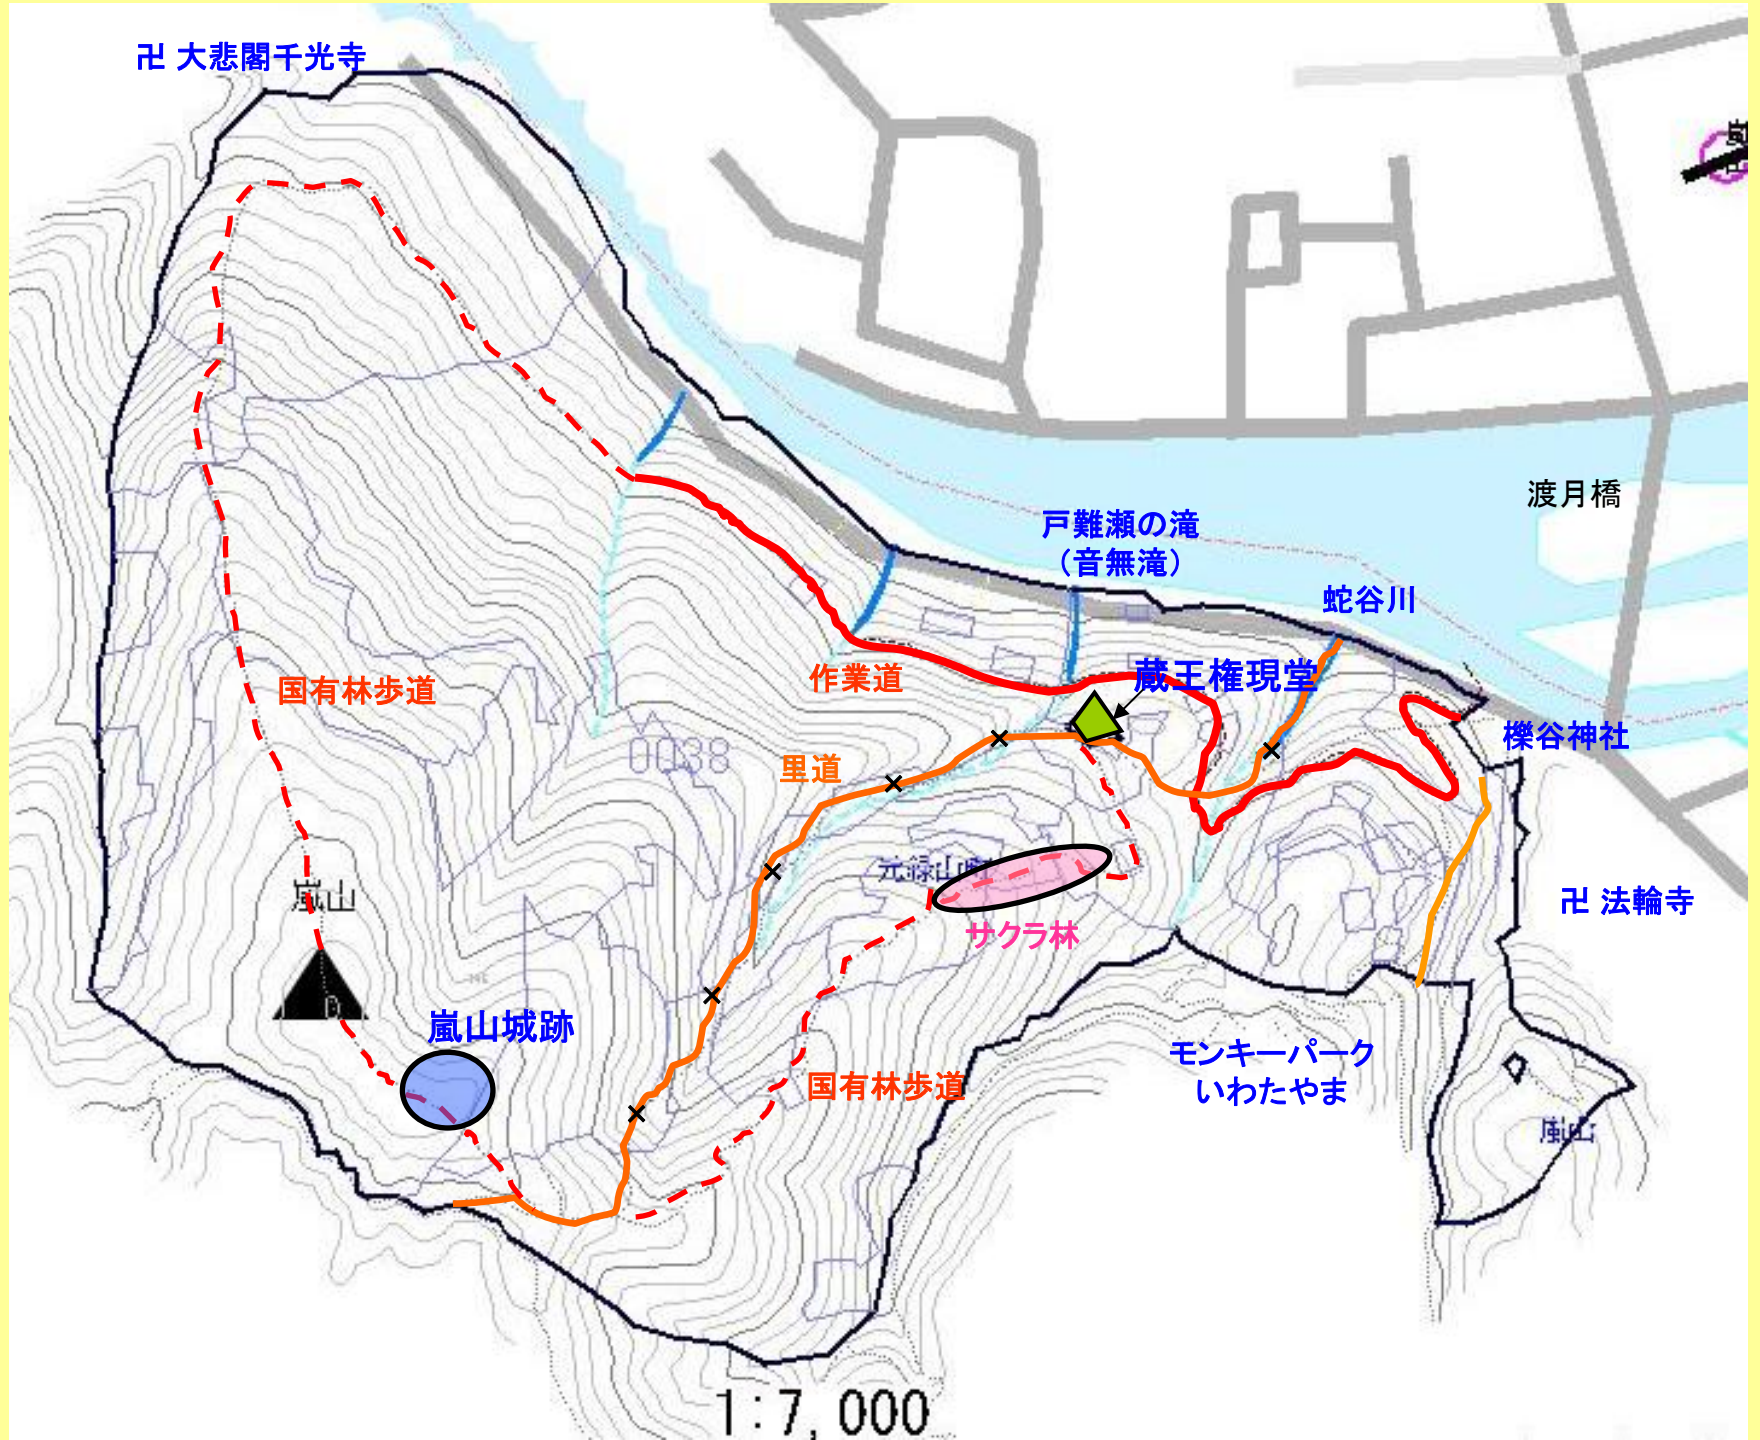 卍 大悲閣千光寺
渡月橋
戸難瀬の滝
（音無滝）
蛇谷川
国有林歩道
作業道
蔵王権現堂
櫟谷神社
0038
里道
嵐山
元緑山町
サクラ林
卍 法輪寺
嵐山城跡
モンキーパーク
いわたやま
国有林歩道
嵐山
1:7,000